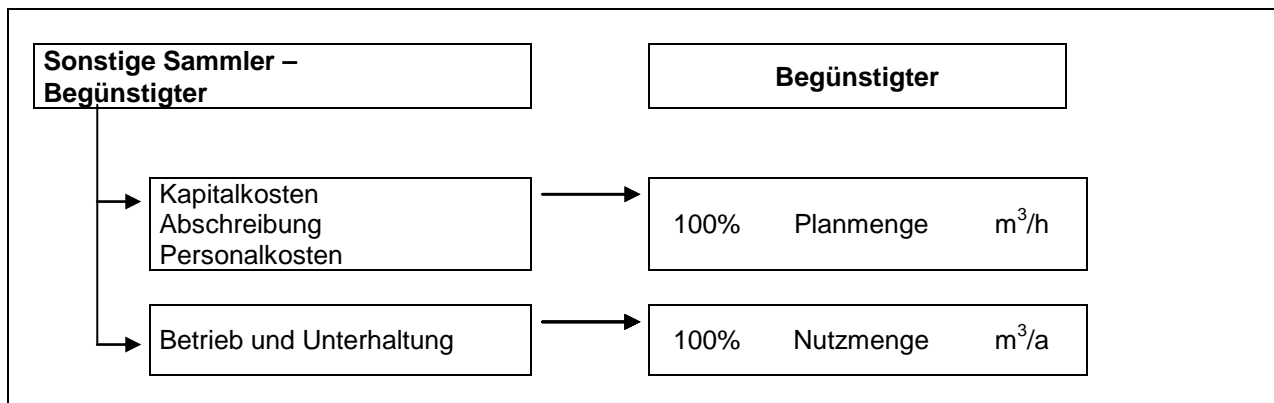 Sonstige Sammler –
Begünstigter
Begünstigter
Kapitalkosten
Abschreibung
Personalkosten
100% Planmenge m³/h
Betrieb und Unterhaltung
100% Nutzmenge m³/a